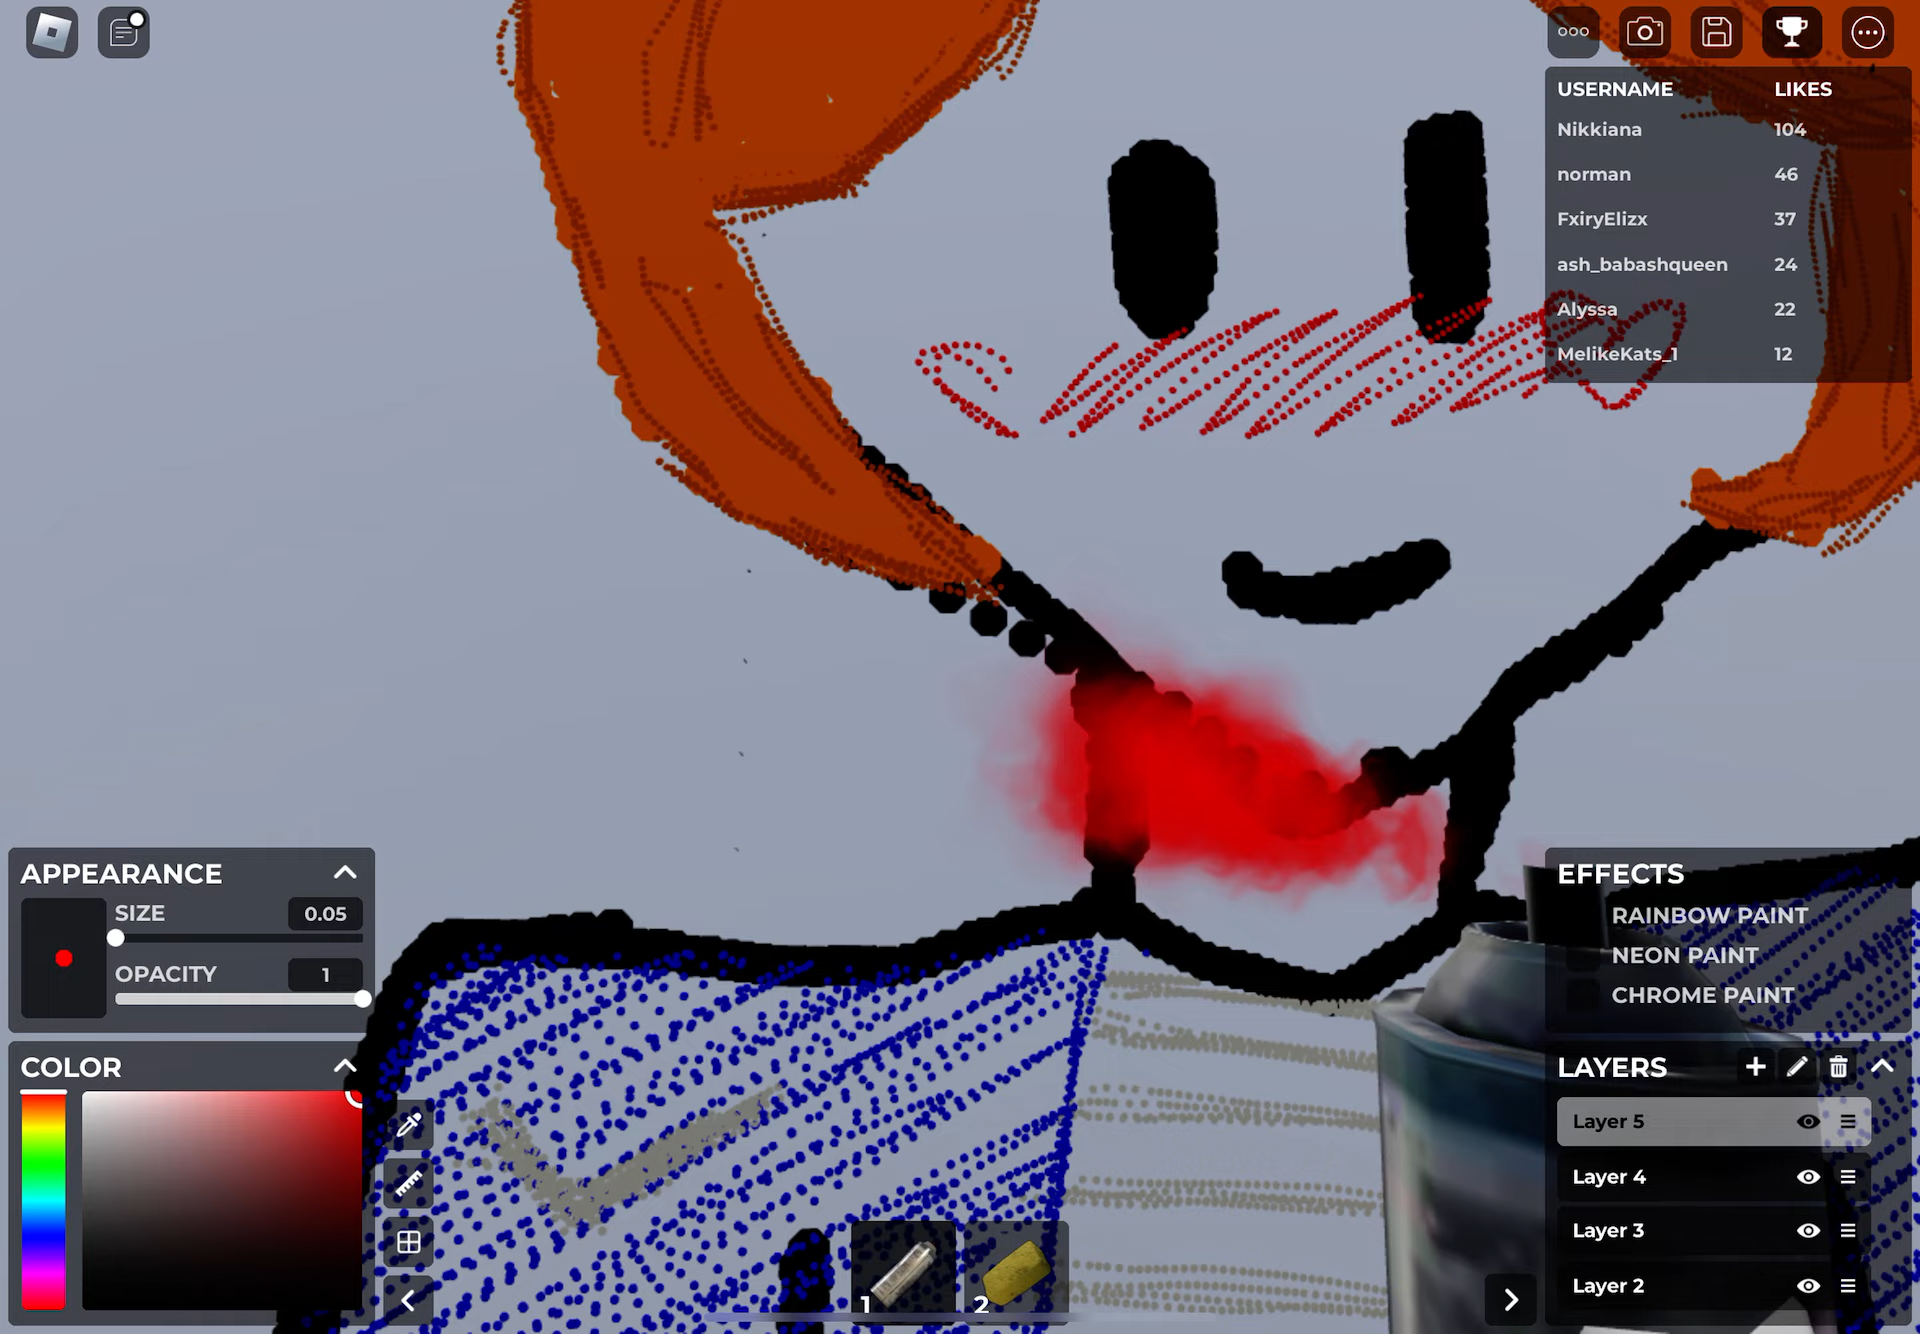 USERNAME LIKES
Nikkiana 104
norman 46
FxiryElizx 37
ash_babashqueen 24
Alyssa 22
MelikeKats_1 12
APPEARANCE
SIZE 0.05
OPACITY 1
COLOR
1 2
EFFECTS
RAINBOW PAINT
NEON PAINT
CHROME PAINT
LAYERS
Layer 5
Layer 4
Layer 3
Layer 2